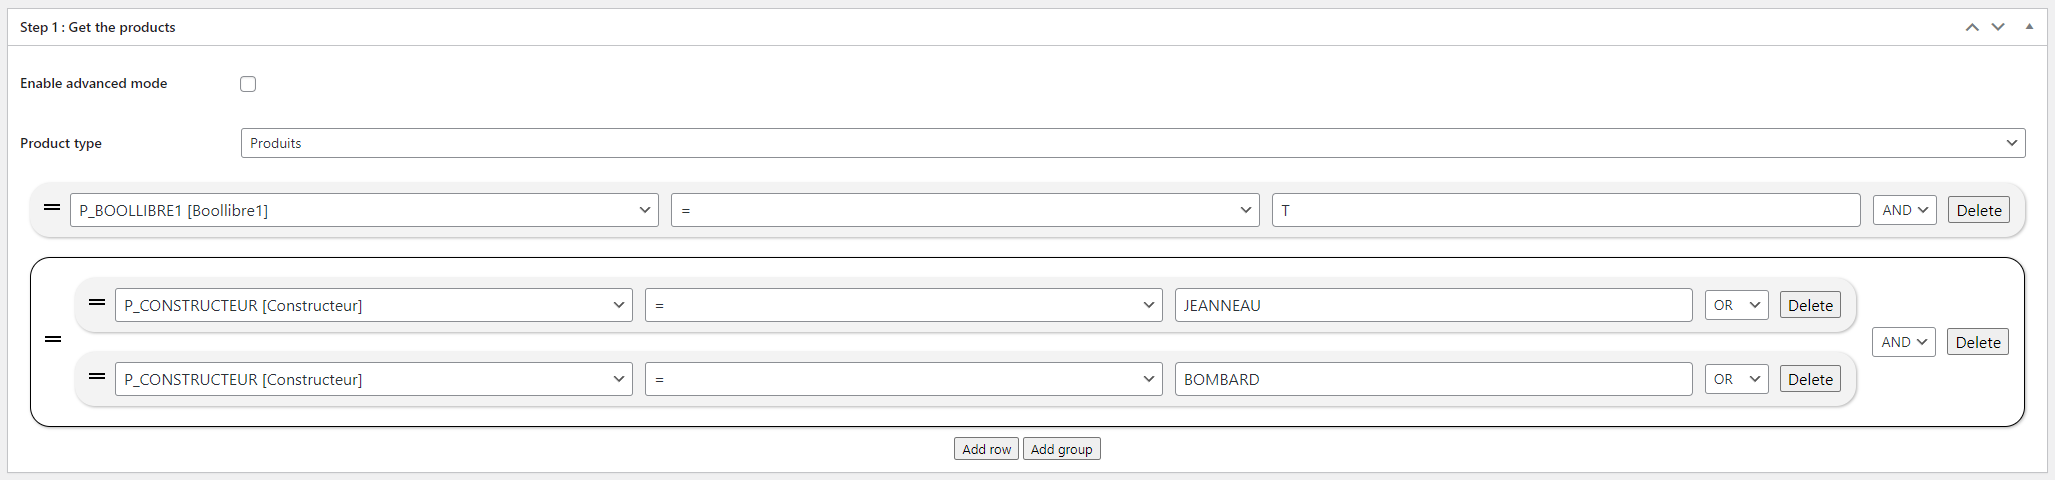 Step 1 : Get the products
Enable advanced mode
Product type Produits
P_BOOLLIBRE1 [Boollibre1] = T AND Delete
P_CONSTRUCTEUR [Constructeur] = JEANNEAU OR Delete
AND Delete
P_CONSTRUCTEUR [Constructeur] = BOMBARD OR Delete
Add row Add group